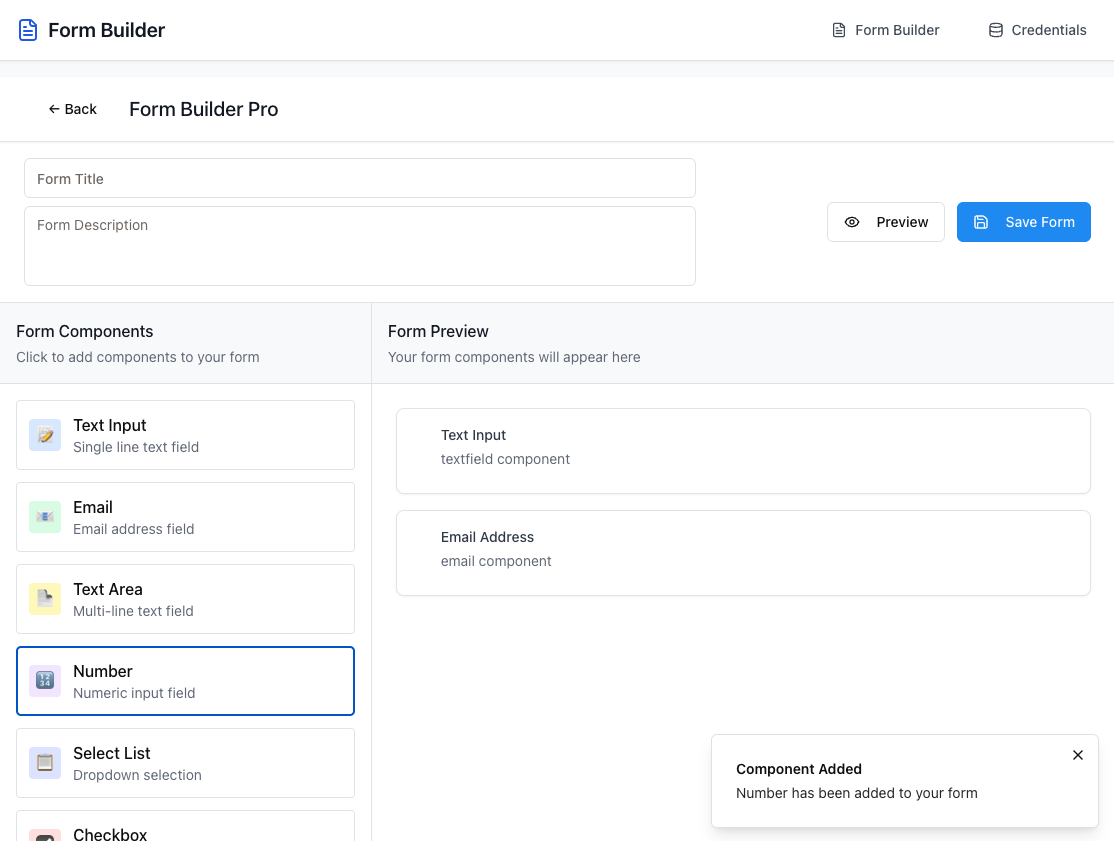 Form Builder
Form Builder
Credentials
← Back
Form Builder Pro
Form Title
Form Description
Preview
Save Form
Form Components
Click to add components to your form
Form Preview
Your form components will appear here
Text Input
Single line text field
Email
Email address field
Text Area
Multi-line text field
Number
Numeric input field
Select List
Dropdown selection
Checkbox
Text Input
textfield component
Email Address
email component
Component Added
Number has been added to your form